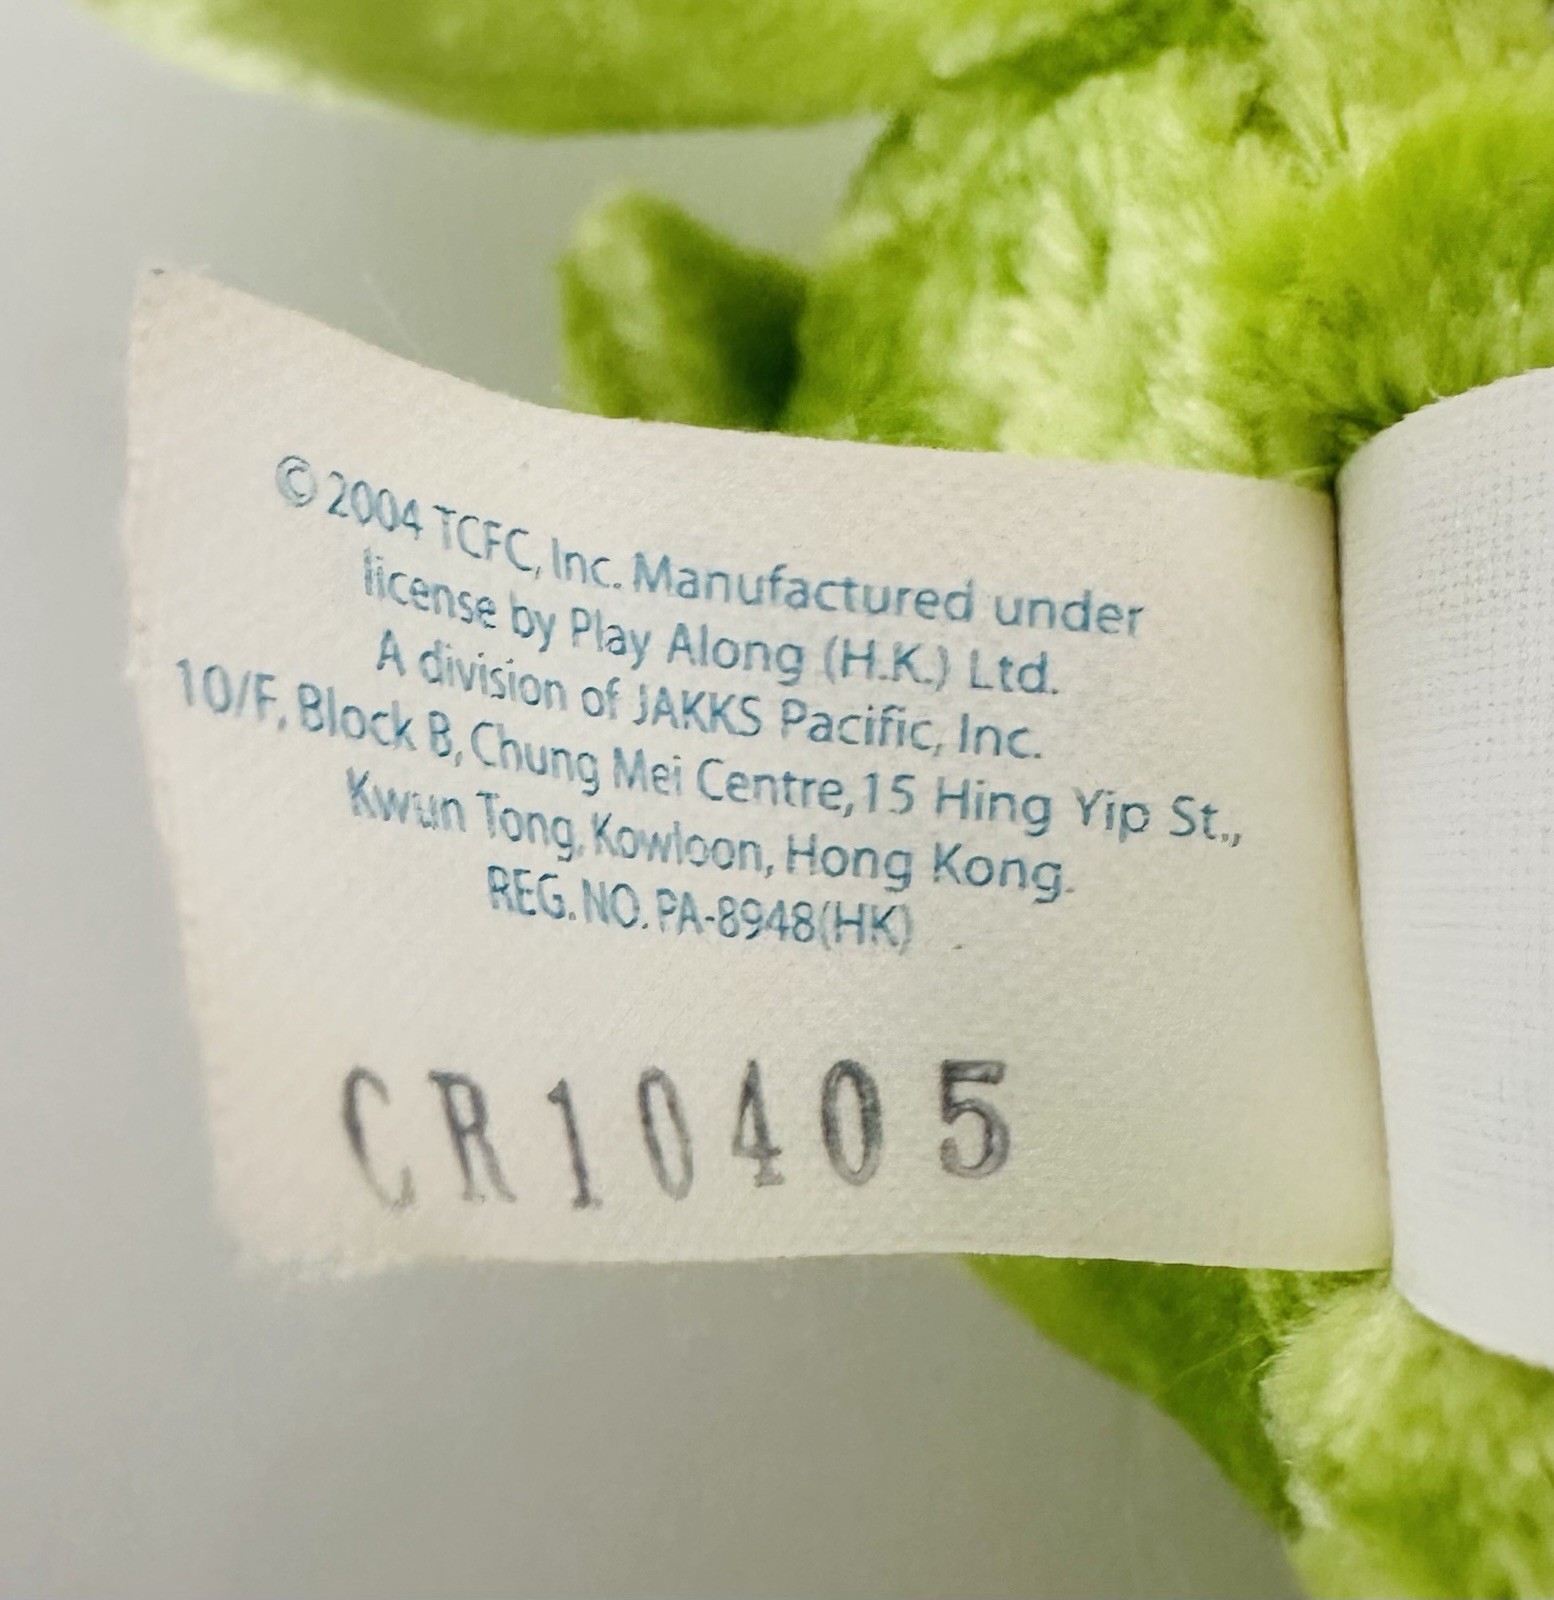 © 2004 TCFC, Inc. Manufactured under
license by Play Along (H.K.) Ltd.
A division of JAKKS Pacific, Inc.
10/F, Block B, Chung Mei Centre, 15 Hing Yip St.,
Kwun Tong, Kowloon, Hong Kong.
REG. NO. PA-8948(HK)
CR10405